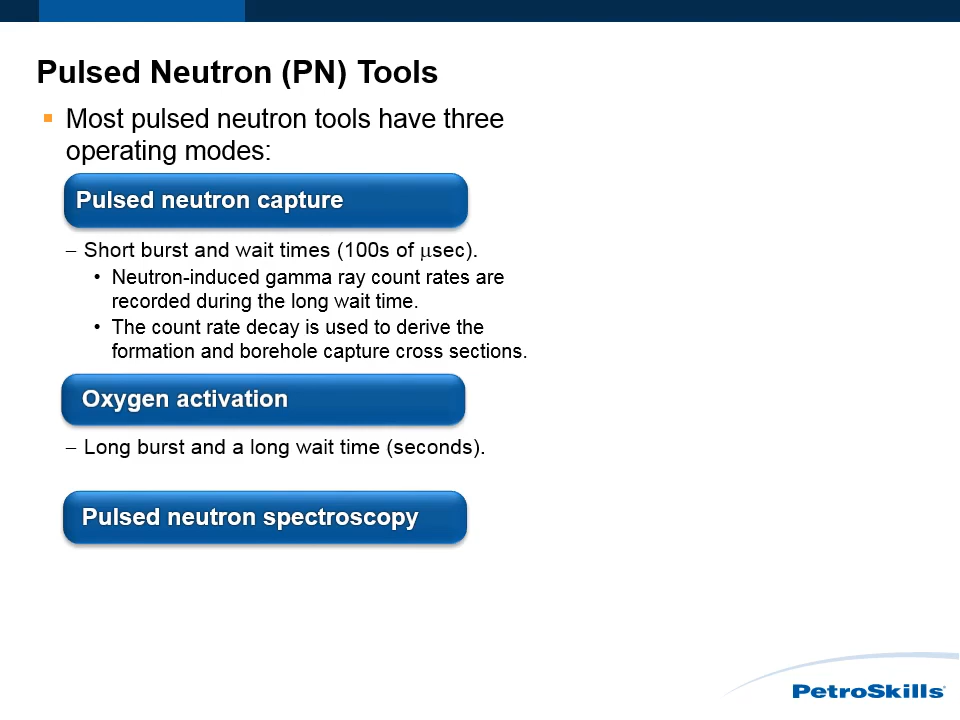 Pulsed Neutron (PN) Tools
▪ Most pulsed neutron tools have three
operating modes:
Pulsed neutron capture
– Short burst and wait times (100s of μsec).
• Neutron-induced gamma ray count rates are
recorded during the long wait time.
• The count rate decay is used to derive the
formation and borehole capture cross sections.
Oxygen activation
– Long burst and a long wait time (seconds).
Pulsed neutron spectroscopy
PetroSkills